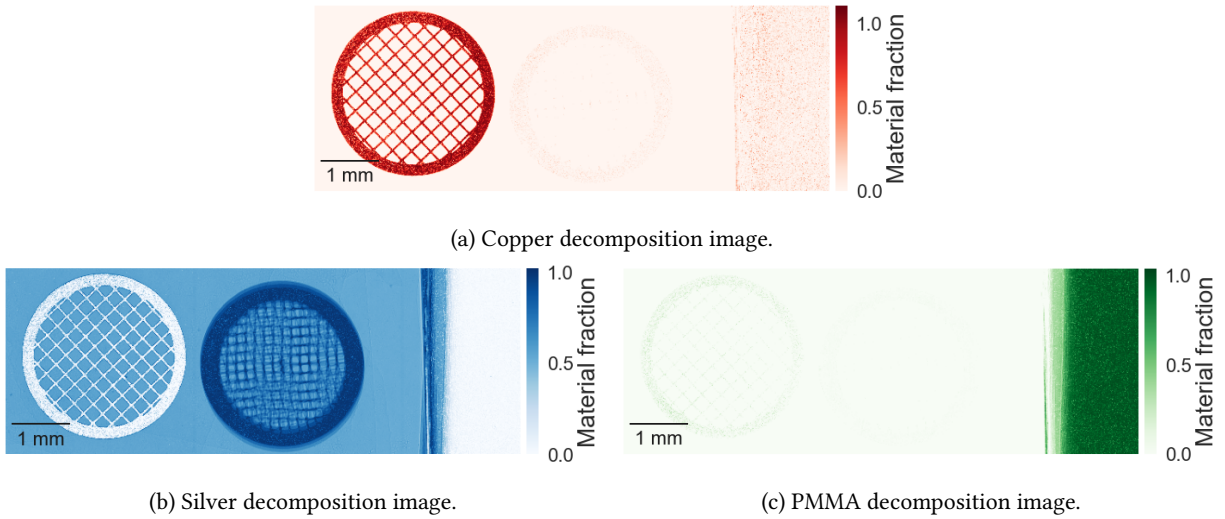 1.0
0.5
0.0
Material fraction
1 mm
(a) Copper decomposition image.
1.0
0.5
0.0
Material fraction
1 mm
(b) Silver decomposition image.
1.0
0.5
0.0
Material fraction
1 mm
(c) PMMA decomposition image.